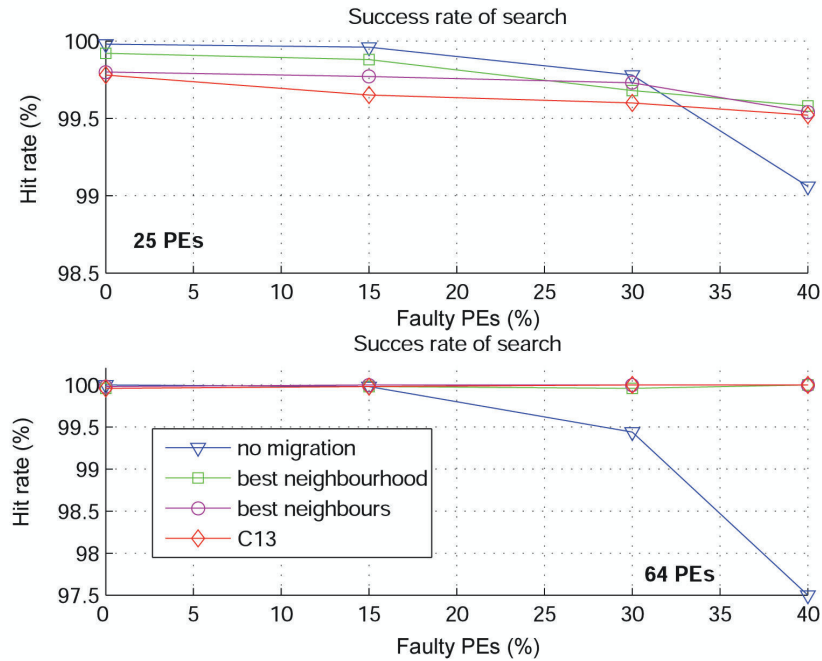 Success rate of search
100
99.5
99
98.5
Hit rate (%)
25 PEs
0 5 10 15 20 25 30 35 40
Faulty PEs (%)
Succes rate of search
100
99.5
99
98.5
98
97.5
Hit rate (%)
no migration
best neighbourhood
best neighbours
C13
64 PEs
0 5 10 15 20 25 30 35 40
Faulty PEs (%)